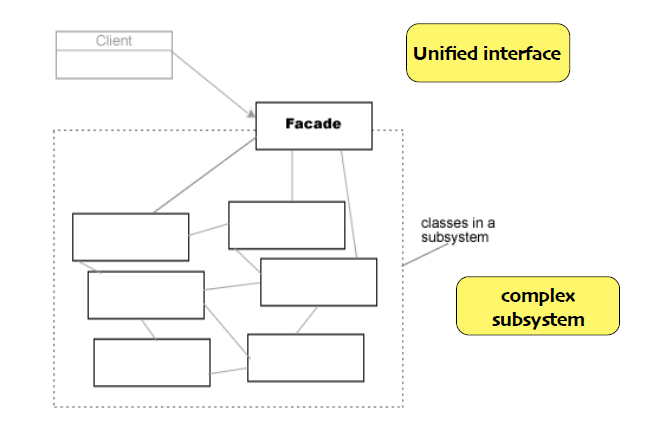 Client
Unified interface
Facade
classes in a
subsystem
complex
subsystem